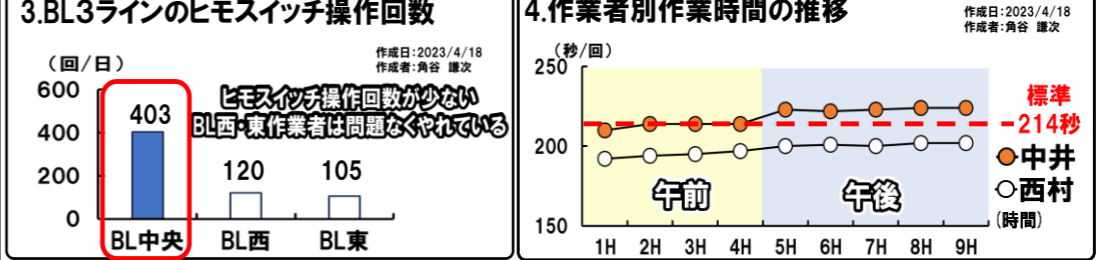 3.BL3ラインのヒモスイッチ操作回数
作成日:2023/4/18
作成者:角谷 謙次
(回/日)
600
400
200
0
403
120
105
ヒモスイッチ操作回数が少ない
BL西・東作業者は問題なくやれている
BL中央
BL西
BL東
4.作業者別作業時間の推移
作成日:2023/4/18
作成者:角谷 謙次
(秒/回)
250
200
150
標準
214秒
中井
西村
(時間)
午前
午後
1H 2H 3H 4H 5H 6H 7H 8H 9H